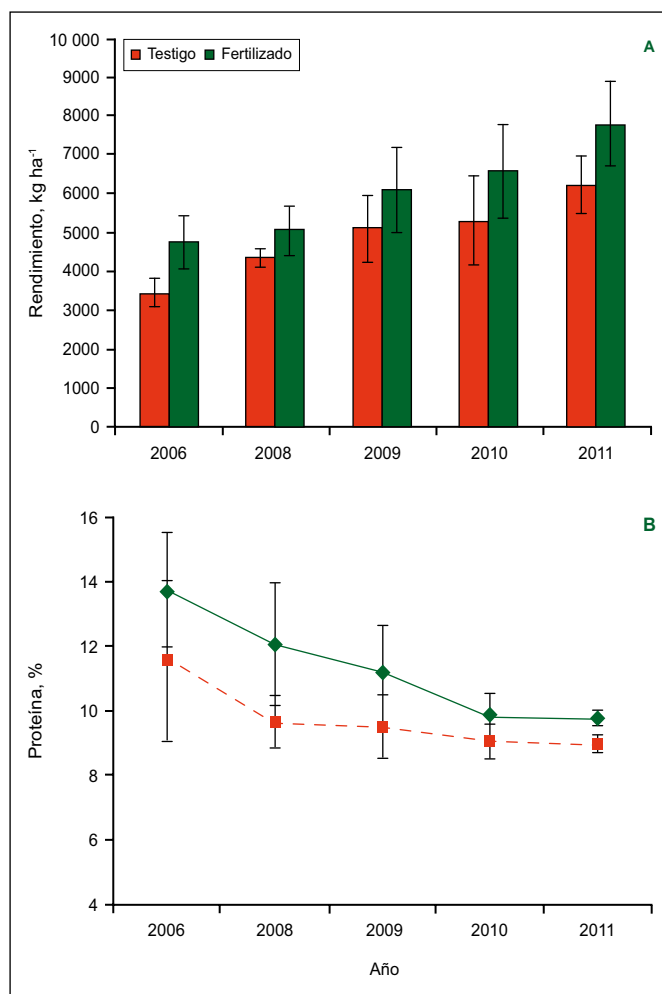 A
Testigo Fertilizado
10 000
9000
8000
7000
6000
5000
4000
3000
2000
1000
0
Rendimiento, kg ha-1
2006 2008 2009 2010 2011
B
16
14
12
10
8
6
4
Proteína, %
2006 2008 2009 2010 2011
Año